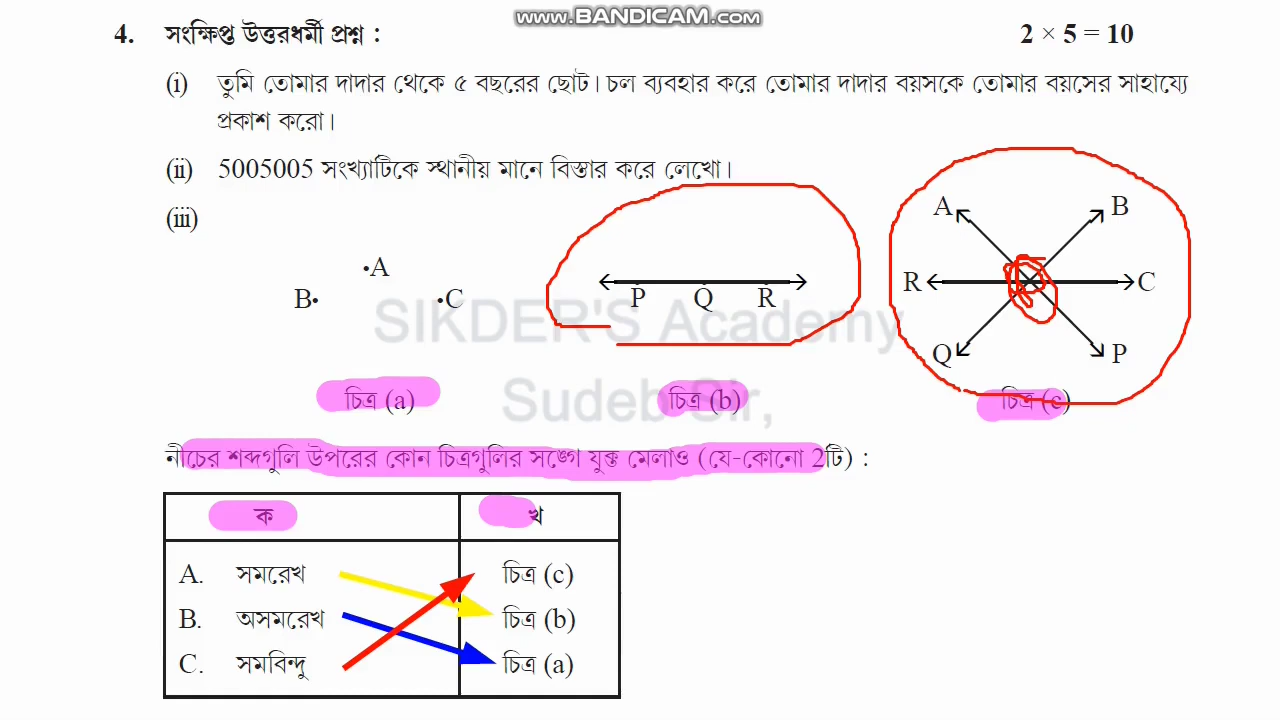 www.BANDICAM.com
4. সংক্ষিপ্ত উত্তরধর্মী প্রশ্ন : 2 × 5 = 10
(i) তুমি তোমার দাদার থেকে ৫ বছরের ছোট। চল ব্যবহার করে তোমার দাদার বয়সকে তোমার বয়সের সাহায্যে
প্রকাশ করো।
(ii) 5005005 সংখ্যাটিকে স্থানীয় মানে বিস্তার করে লেখো।
(iii)
A B
•A
B• •C P Q R R C
SIKDER'S Academy
Q P
চিত্র (a) চিত্র (b) চিত্র (c)
Sudeb Sir,
নীচের শব্দগুলি উপরের কোন চিত্রগুলির সঙ্গে যুক্ত মেলাও (যে-কোনো 2টি) :
ক খ
A. সমরেখ চিত্র (c)
B. অসমরেখ চিত্র (b)
C. সমবিন্দু চিত্র (a)